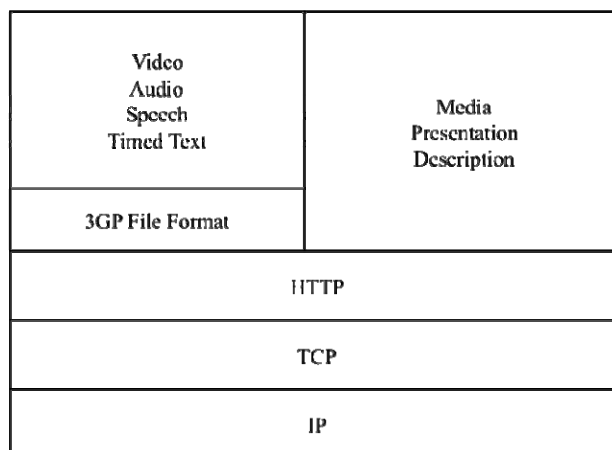 Video
Audio
Speech
Timed Text
Media
Presentation
Description
3GP File Format
HTTP
TCP
IP